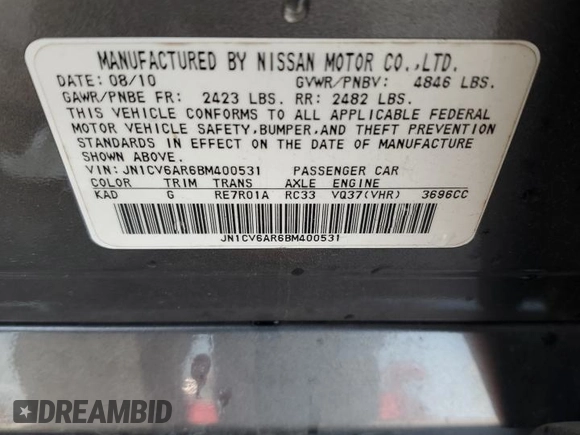 MANUFACTURED BY NISSAN MOTOR CO.,LTD.
DATE: 08/10 GVWR/PNBV: 4846 LBS.
GAWR/PNBE FR: 2423 LBS. RR: 2482 LBS.
THIS VEHICLE CONFORMS TO ALL APPLICABLE FEDERAL
MOTOR VEHICLE SAFETY,BUMPER,AND THEFT PREVENTION
STANDARDS IN EFFECT ON THE DATE OF MANUFACTURE
SHOWN ABOVE.
VIN: JN1CV6AR6BM400531 PASSENGER CAR
COLOR TRIM TRANS AXLE ENGINE
KAD G RE7R01A RC33 VQ37(VHR) 3696CC
JN1CV6AR6BM400531
DREAMBID